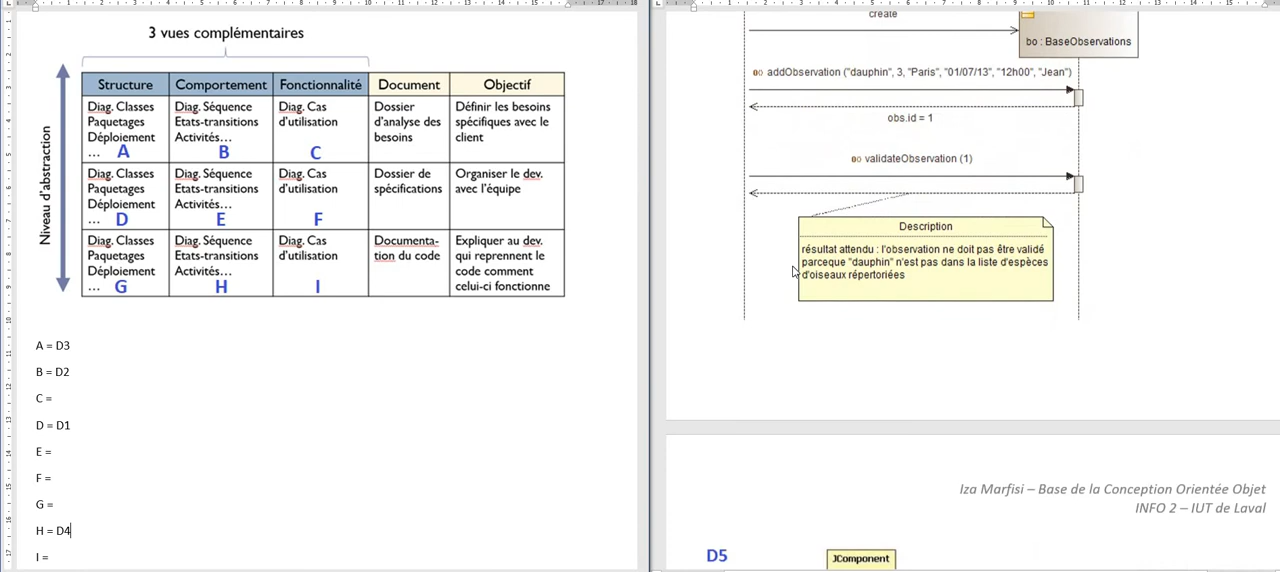 3 vues complémentaires
Niveau d'abstraction
Structure Comportement Fonctionnalité Document Objectif
Diag. Classes
Paquetages
Déploiement
... A
Diag. Séquence
Etats-transitions
Activités...
B
Diag. Cas
d'utilisation
C
Dossier
d'analyse des
besoins
Définir les besoins
spécifiques avec le
client
Diag. Classes
Paquetages
Déploiement
... D
Diag. Séquence
Etats-transitions
Activités...
E
Diag. Cas
d'utilisation
F
Dossier de
spécifications
Organiser le dev.
avec l'équipe
Diag. Classes
Paquetages
Déploiement
... G
Diag. Séquence
Etats-transitions
Activités...
H
Diag. Cas
d'utilisation
I
Documenta-
tion du code
Expliquer au dev.
qui reprennent le
code comment
celui-ci fonctionne
A = D3
B = D2
C =
D = D1
E =
F =
G =
H = D4
I =
create
bo : BaseObservations
addObservation ("dauphin", 3, "Paris", "01/07/13", "12h00", "Jean")
obs.id = 1
validateObservation (1)
Description
résultat attendu : l'observation ne doit pas être validé
parceque "dauphin" n'est pas dans la liste d'espèces
d'oiseaux répertoriées
Iza Marfisi – Base de la Conception Orientée Objet
INFO 2 – IUT de Laval
D5
JComponent